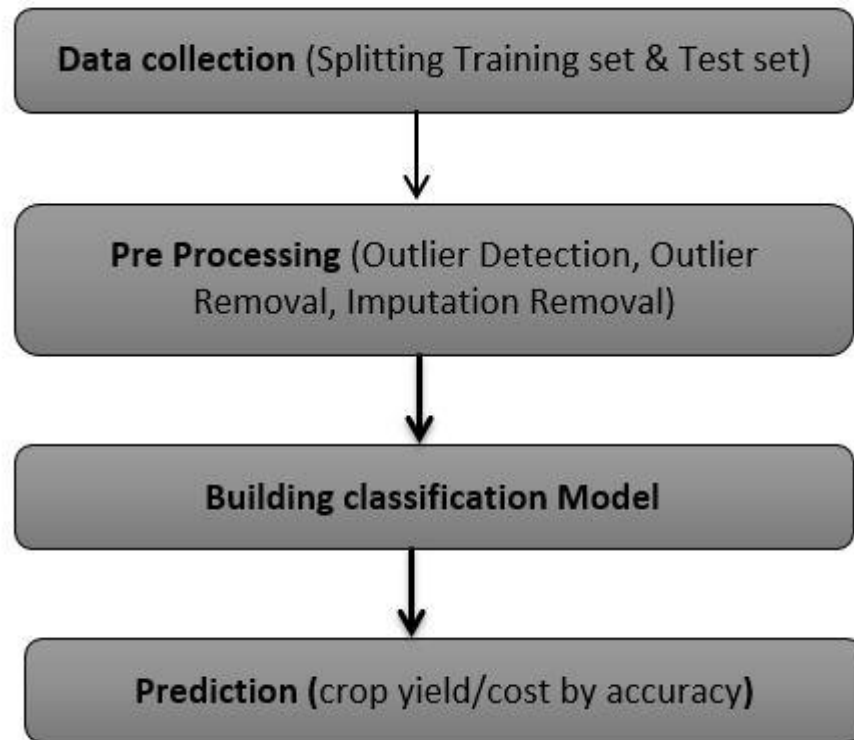 Data collection (Splitting Training set & Test set)
Pre Processing (Outlier Detection, Outlier
Removal, Imputation Removal)
Building classification Model
Prediction (crop yield/cost by accuracy)